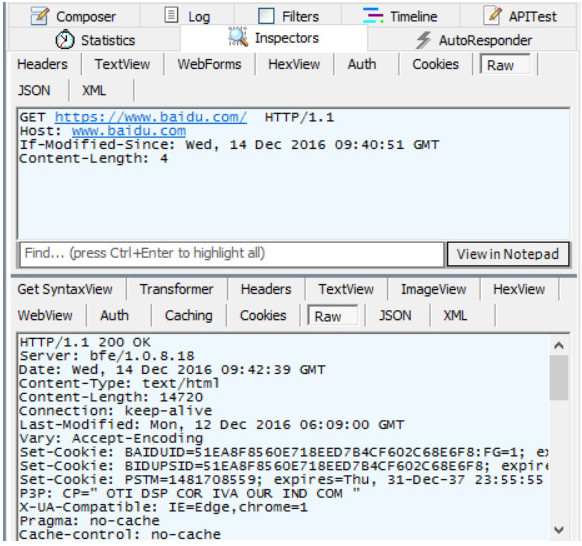 Composer Log Filters Timeline APITest
Statistics Inspectors AutoResponder
Headers TextView WebForms HexView Auth Cookies Raw
JSON XML
GET https://www.baidu.com/ HTTP/1.1
Host: www.baidu.com
If-Modified-Since: Wed, 14 Dec 2016 09:40:51 GMT
Content-Length: 4
Find... (press Ctrl+Enter to highlight all) View in Notepad
Get SyntaxView Transformer Headers TextView ImageView HexView
WebView Auth Caching Cookies Raw JSON XML
HTTP/1.1 200 OK
Server: bfe/1.0.8.18
Date: Wed, 14 Dec 2016 09:42:39 GMT
Content-Type: text/html
Content-Length: 14720
Connection: keep-alive
Last-Modified: Mon, 12 Dec 2016 06:09:00 GMT
Vary: Accept-Encoding
Set-Cookie: BAIDUID=51EA8F8560E718EED7B4CF602C68E6F8:FG=1; ex
Set-Cookie: BIDUPSID=51EA8F8560E718EED7B4CF602C68E6F8; expire
Set-Cookie: PSTM=1481708559; expires=Thu, 31-Dec-37 23:55:55
P3P: CP=" OTI DSP COR IVA OUR IND COM "
X-UA-Compatible: IE=Edge,chrome=1
Pragma: no-cache
Cache-control: no-cache